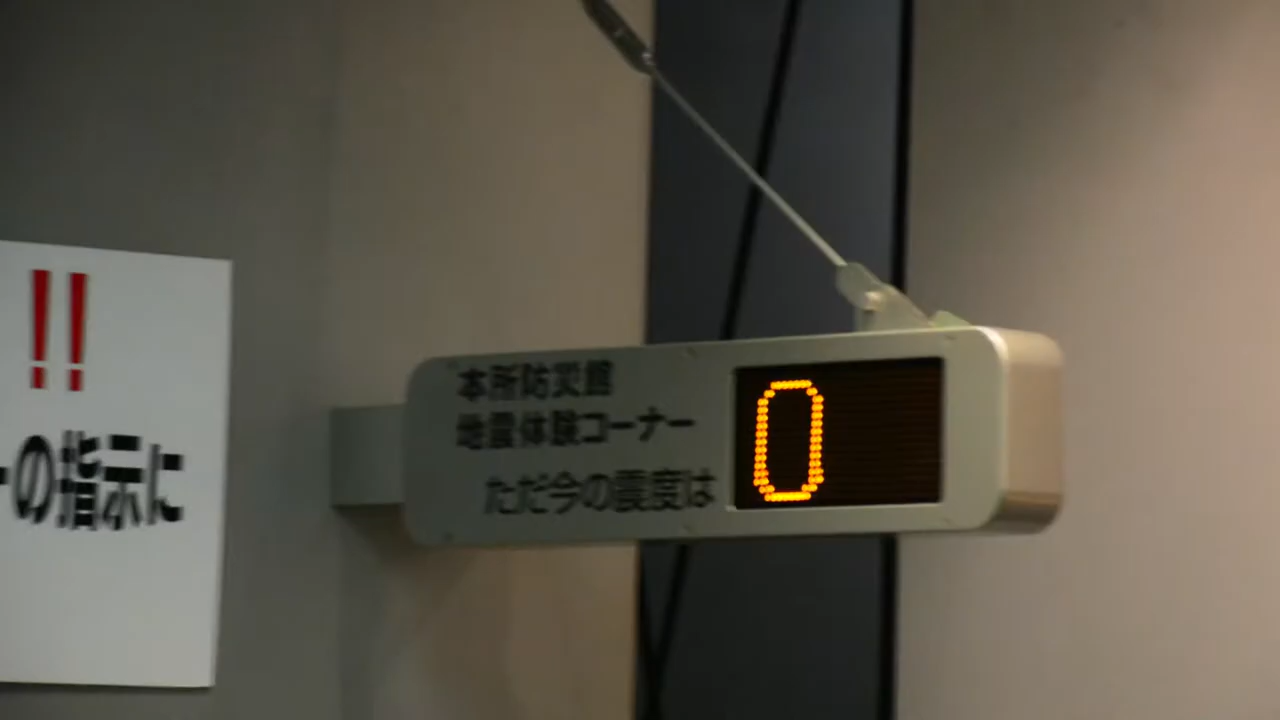 !!
の指示に
本所防災館
地震体験コーナー
ただ今の震度は
0